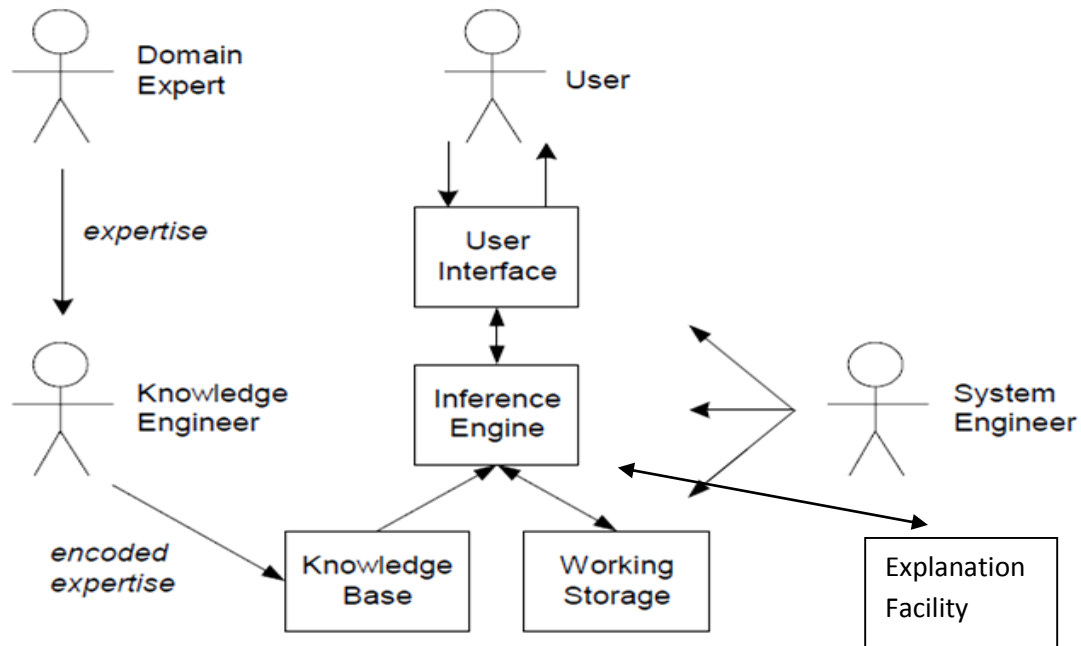 Domain
Expert
User
expertise
User
Interface
Knowledge
Engineer
Inference
Engine
System
Engineer
encoded
expertise
Knowledge
Base
Working
Storage
Explanation
Facility